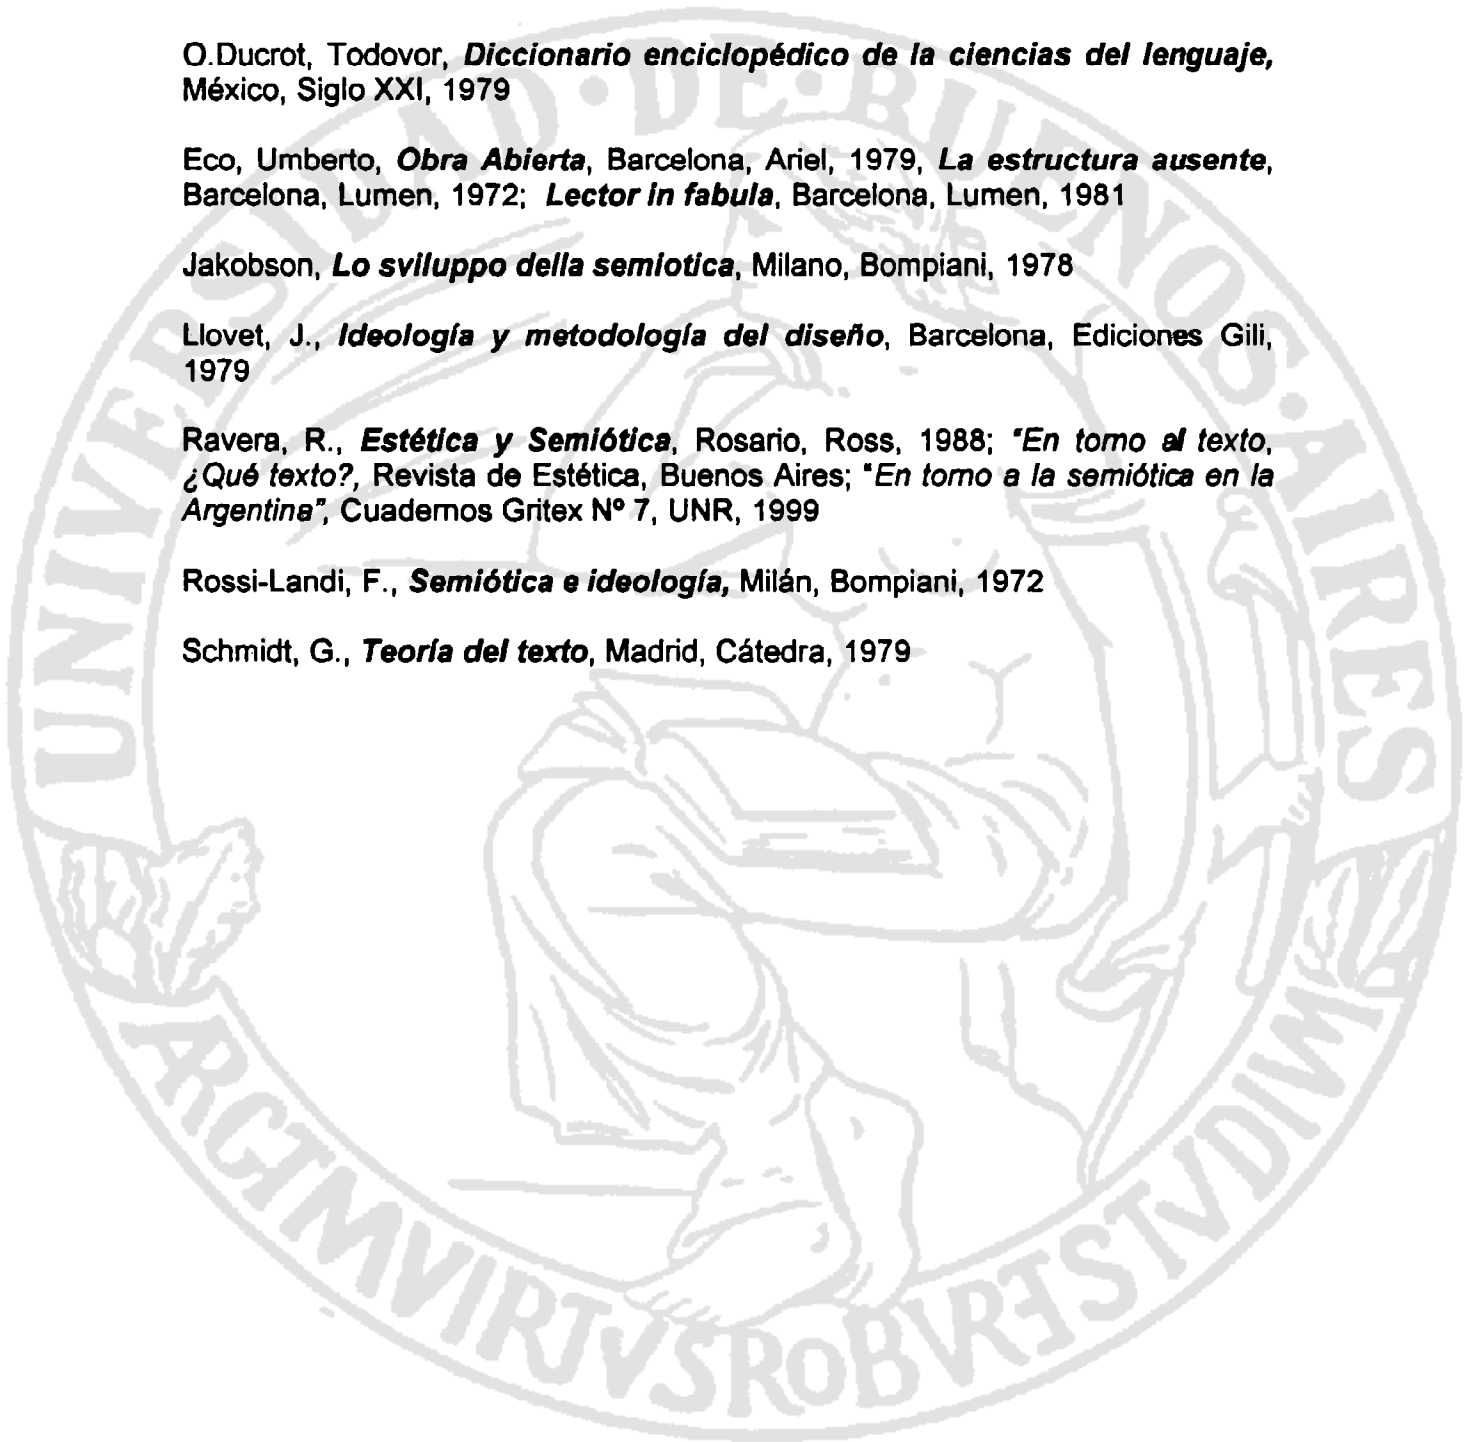 O.Ducrot, Todovor, Diccionario enciclopédico de la ciencias del lenguaje,
México, Siglo XXI, 1979
Eco, Umberto, Obra Abierta, Barcelona, Ariel, 1979, La estructura ausente,
Barcelona, Lumen, 1972; Lector in fabula, Barcelona, Lumen, 1981
Jakobson, Lo sviluppo della semiotica, Milano, Bompiani, 1978
Llovet, J., Ideología y metodología del diseño, Barcelona, Ediciones Gili,
1979
Ravera, R., Estética y Semiótica, Rosario, Ross, 1988; "En torno al texto,
¿Qué texto?, Revista de Estética, Buenos Aires; "En torno a la semiótica en la
Argentina", Cuadernos Gritex Nº 7, UNR, 1999
Rossi-Landi, F., Semiótica e ideología, Milán, Bompiani, 1972
Schmidt, G., Teoría del texto, Madrid, Cátedra, 1979
UNIVERSIDAD·DE·BUENOS·AIRES
ARGTMVIRTVSROBVRETSTVDIVM